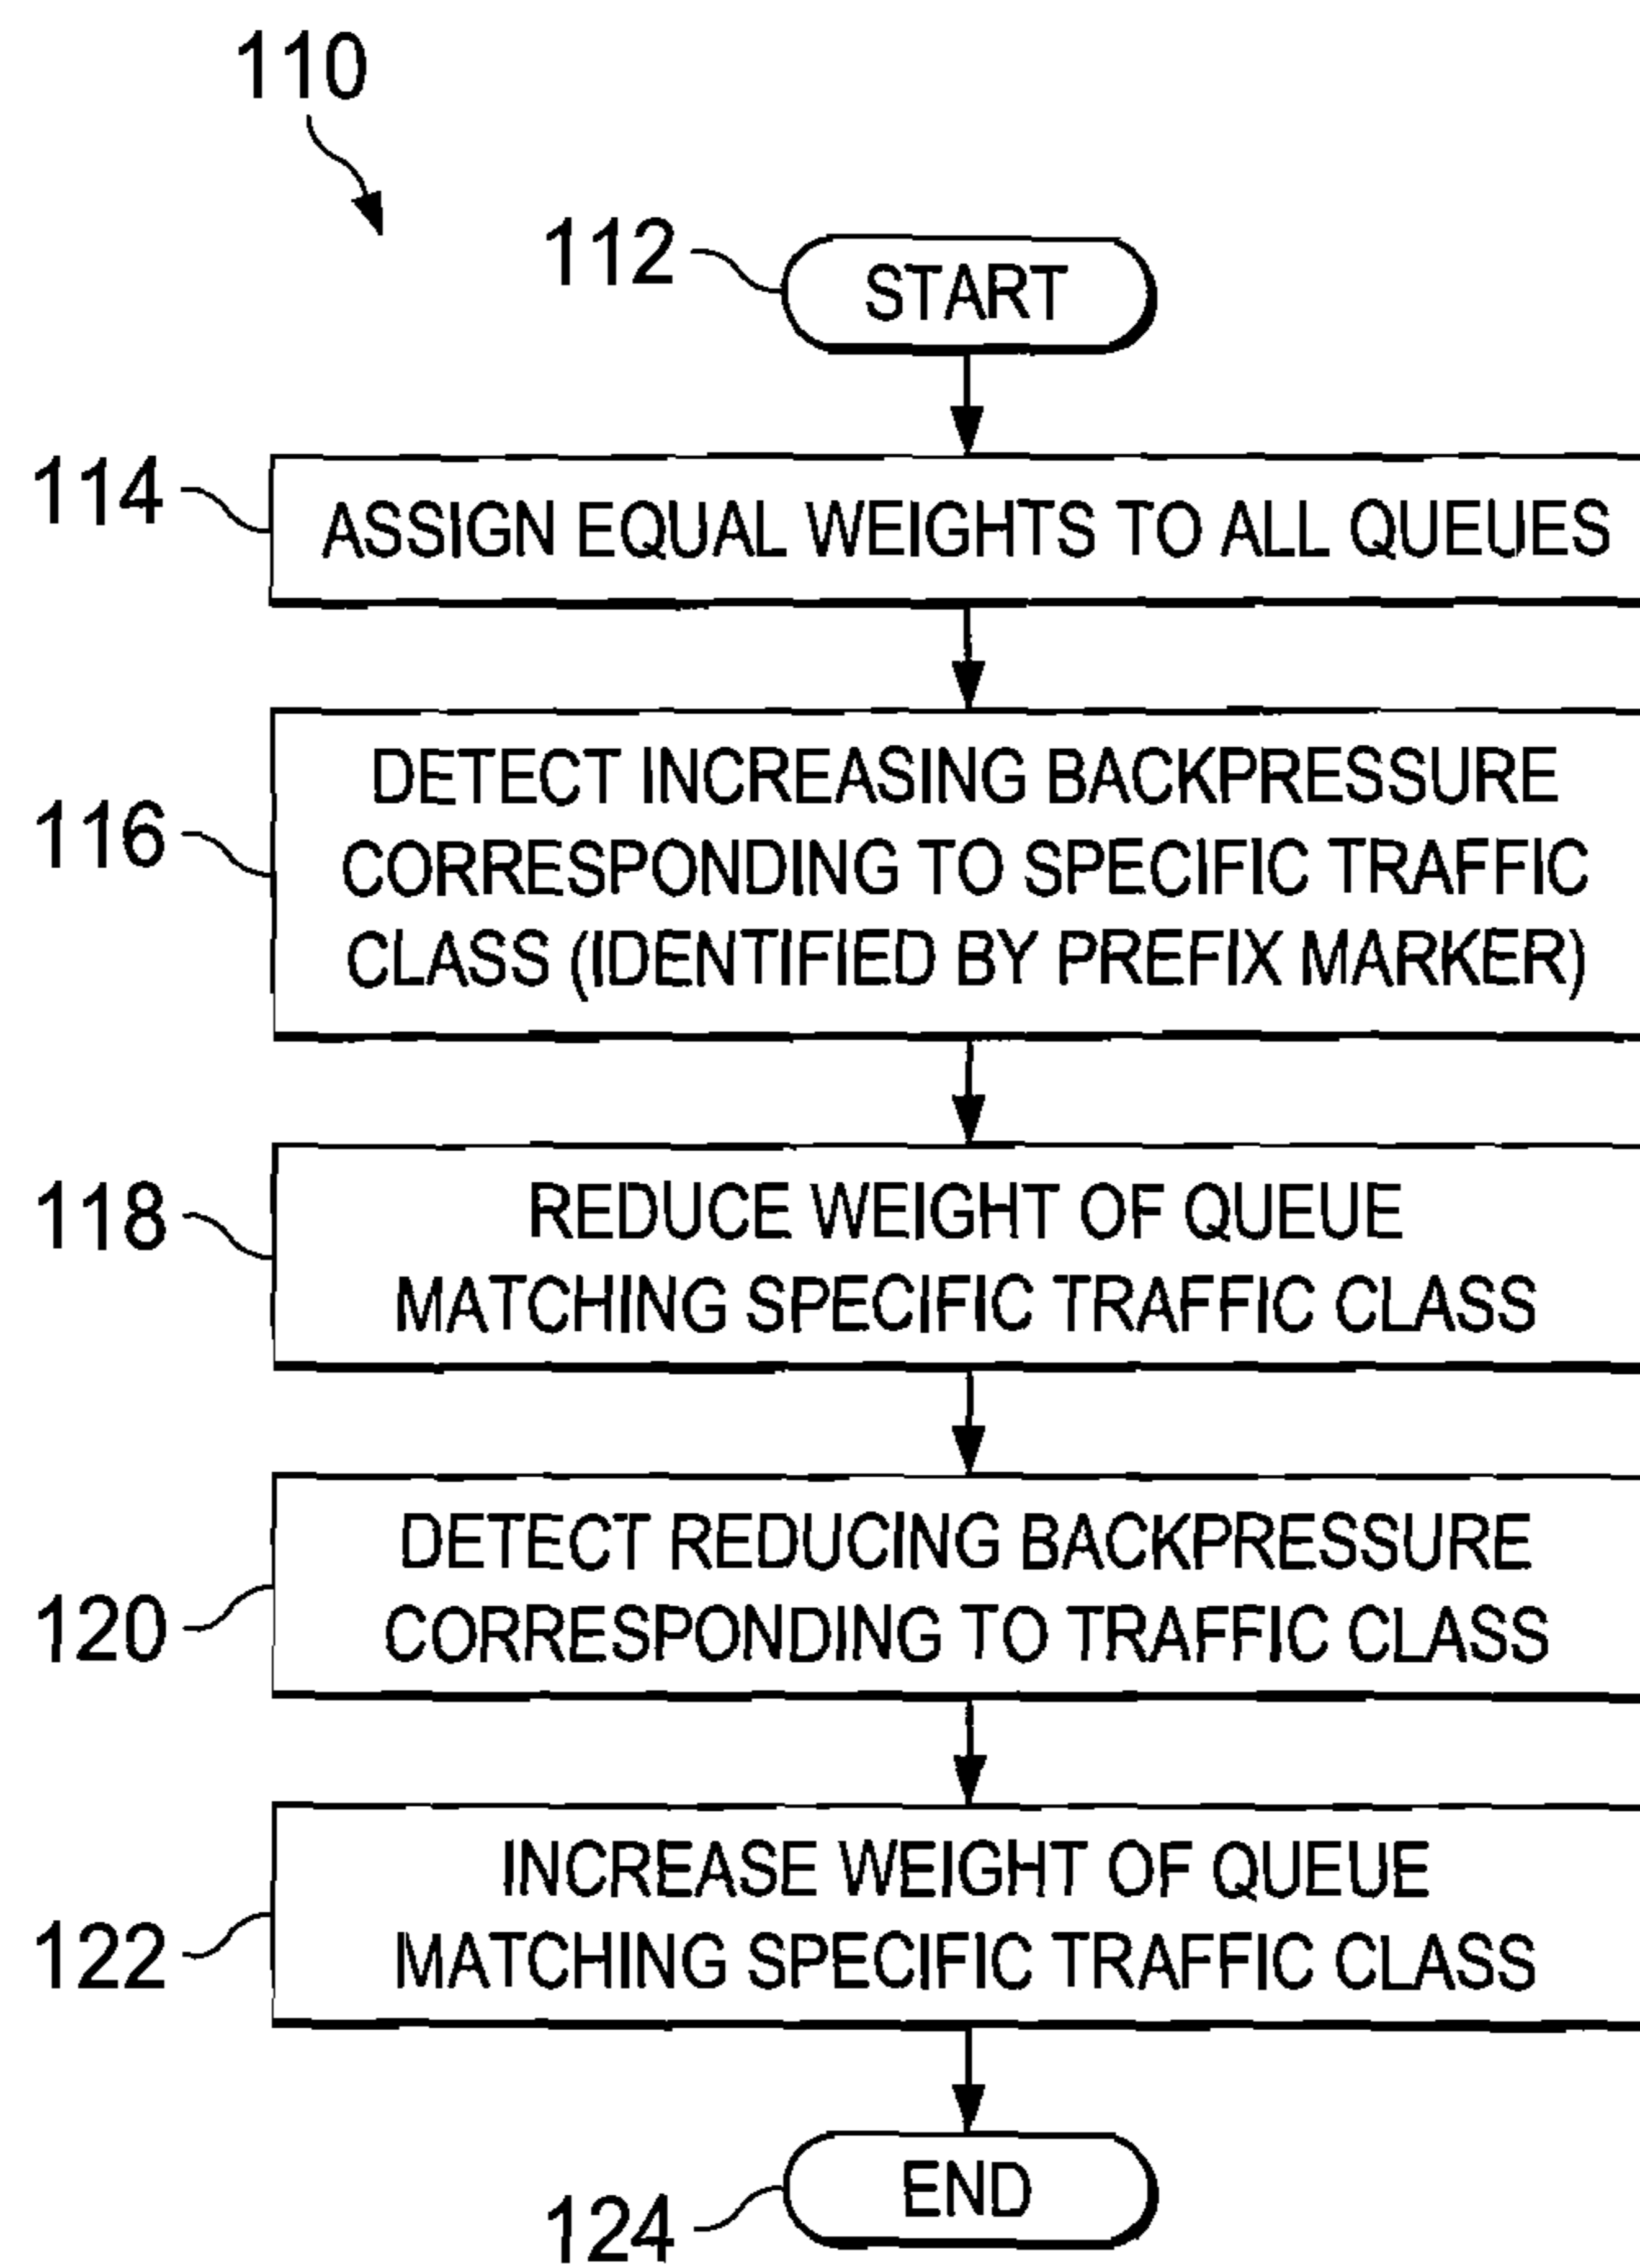 110
112
START
114
ASSIGN EQUAL WEIGHTS TO ALL QUEUES
116
DETECT INCREASING BACKPRESSURE
CORRESPONDING TO SPECIFIC TRAFFIC
CLASS (IDENTIFIED BY PREFIX MARKER)
118
REDUCE WEIGHT OF QUEUE
MATCHING SPECIFIC TRAFFIC CLASS
120
DETECT REDUCING BACKPRESSURE
CORRESPONDING TO TRAFFIC CLASS
122
INCREASE WEIGHT OF QUEUE
MATCHING SPECIFIC TRAFFIC CLASS
124
END